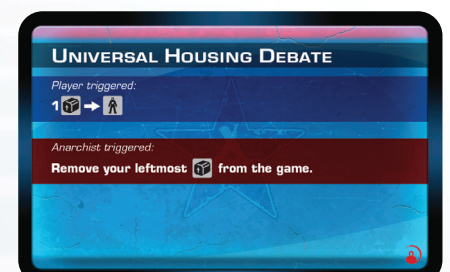 UNIVERSAL HOUSING DEBATE
Player triggered:
1
Anarchist triggered:
Remove your leftmost from the game.